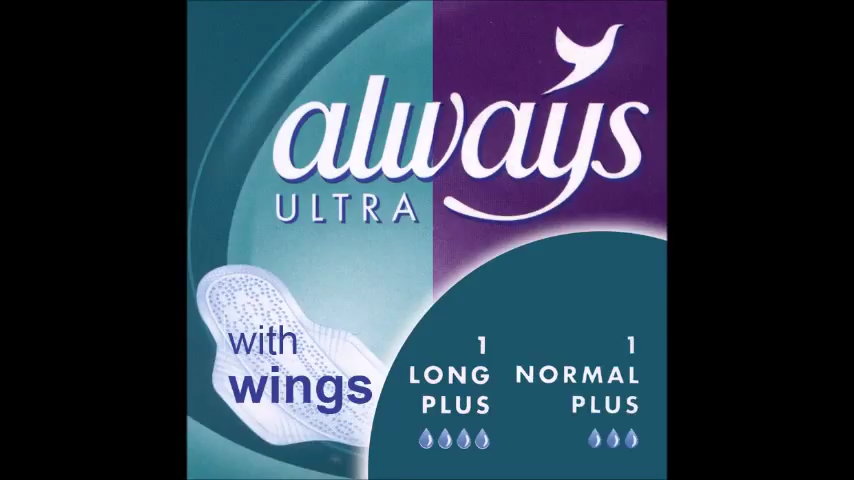 always
ULTRA
with
wings
1
LONG
PLUS
1
NORMAL
PLUS